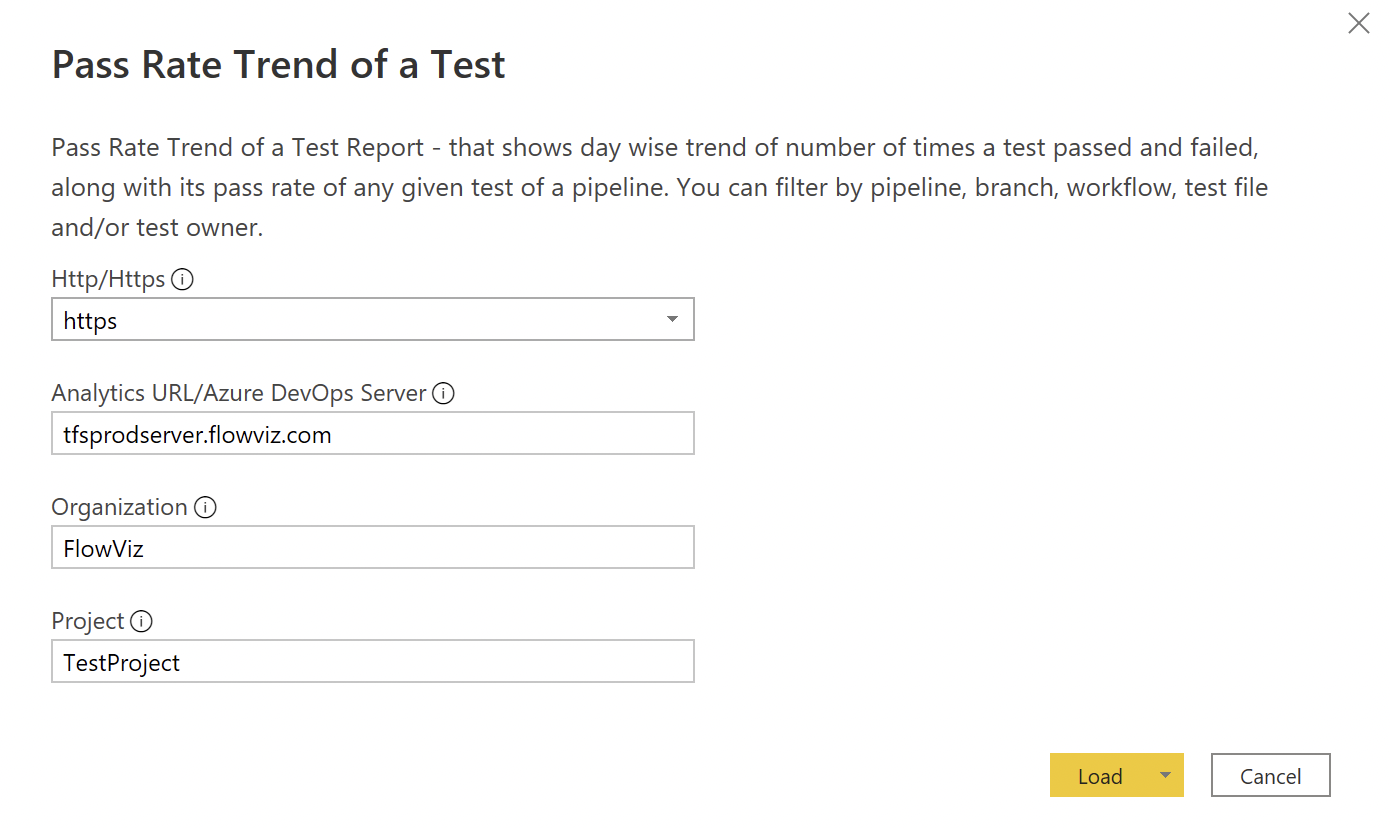 Pass Rate Trend of a Test
Pass Rate Trend of a Test Report - that shows day wise trend of number of times a test passed and failed,
along with its pass rate of any given test of a pipeline. You can filter by pipeline, branch, workflow, test file
and/or test owner.
Http/Https
https
Analytics URL/Azure DevOps Server
tfsprodserver.flowviz.com
Organization
FlowViz
Project
TestProject
Load
Cancel